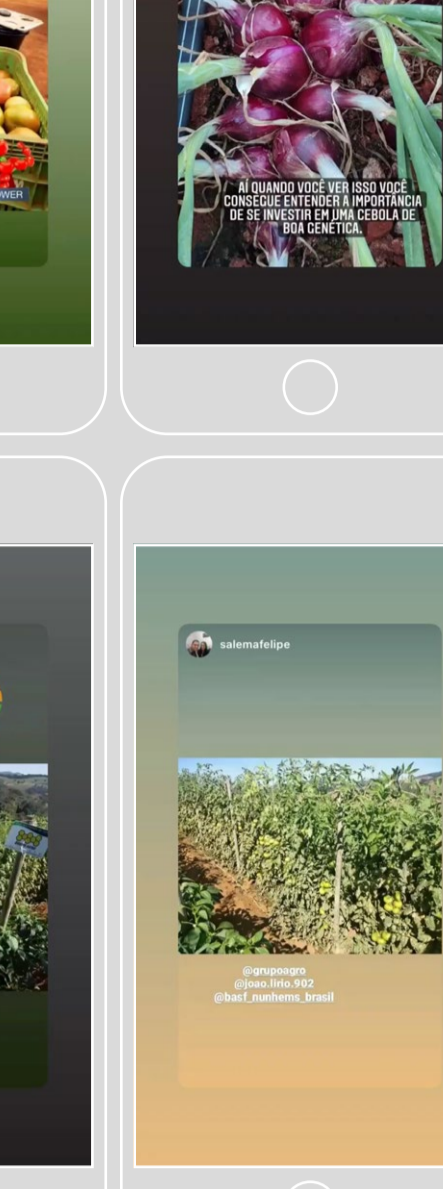 OWER
AÍ QUANDO VOCÊ VER ISSO VOCÊ
CONSEGUE ENTENDER A IMPORTÂNCIA
DE SE INVESTIR EM UMA CEBOLA DE
BOA GENÉTICA.
salemafelipe
@grupoagro
@joao.lirio.902
@basf_nunhems_brasil